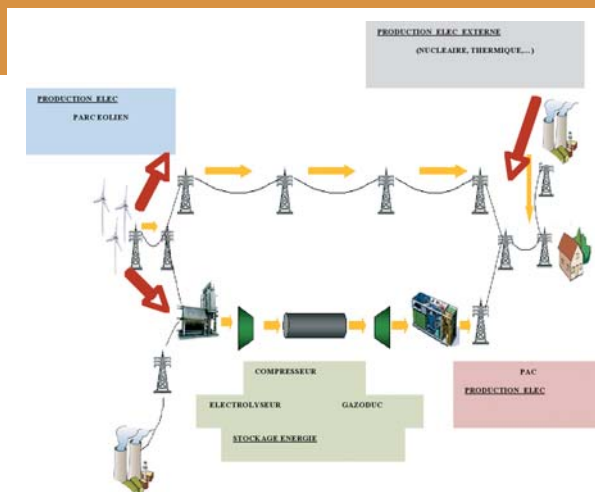 PRODUCTION ELEC EXTERNE
(NUCLEAIRE, THERMIQUE,...)
PRODUCTION ELEC
PARC EOLIEN
COMPRESSEUR
ELECTROLYSEUR GAZODUC
STOCKAGE ENERGIE
PAC
PRODUCTION ELEC